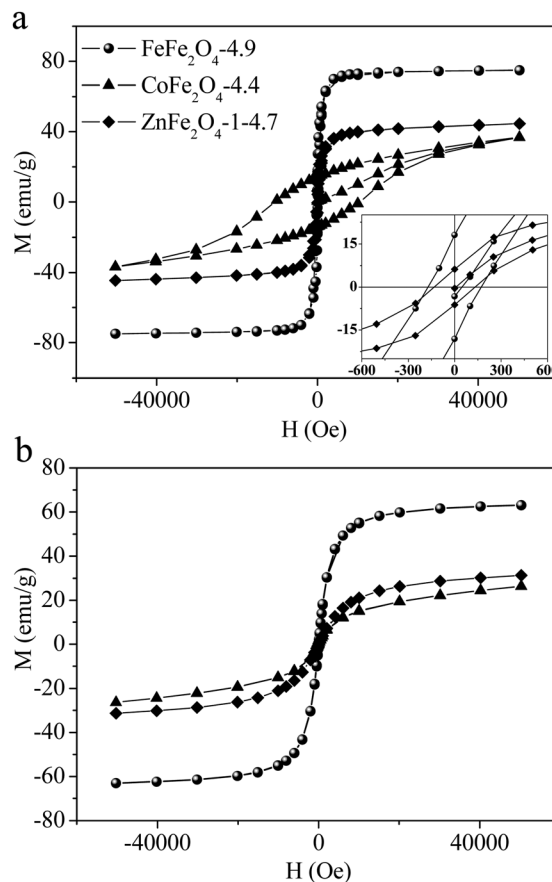 a
FeFe₂O₄-4.9
CoFe₂O₄-4.4
ZnFe₂O₄-1-4.7
M (emu/g)
80
40
0
-40
-80
15
0
-15
-600 -300 0 300 600
-40000 0 40000
H (Oe)
b
M (emu/g)
80
60
40
20
0
-20
-40
-60
-80
-40000 0 40000
H (Oe)